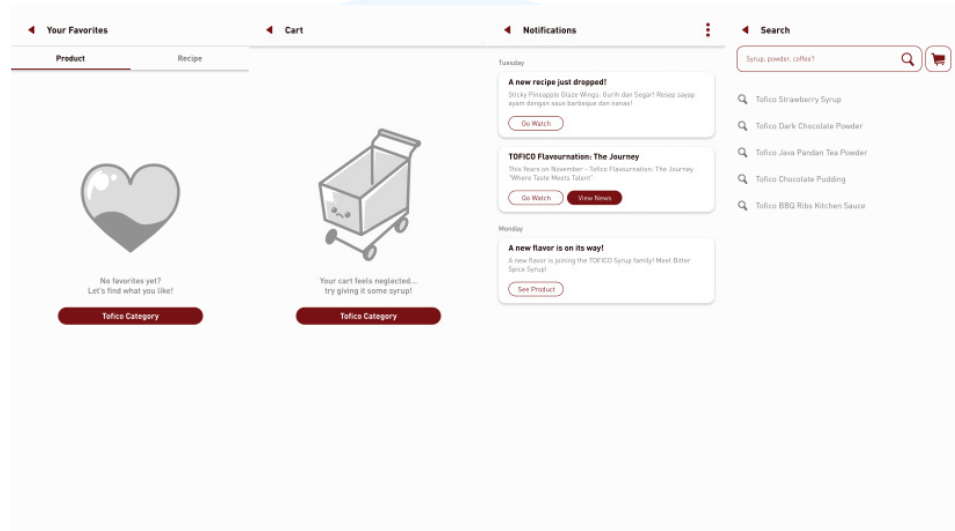 Your Favorites
Product
Recipe
No favorites yet?
Let's find what you like!
Tofico Category
Cart
Your cart feels neglected...
try giving it some syrup!
Tofico Category
Notifications
Tuesday
A new recipe just dropped!
Sticky Pineapple Glaze Wings: Gurih dan Segar! Resep sayap
ayam dengan saus barbeque dan nanas!
Go Watch
TOFICO Flavournation: The Journey
This Years on November - Tofico Flavournation: The Journey
"Where Taste Meets Talent"
Go Watch
View News
Monday
A new flavor is on its way!
A new flavor is joining the TOFICO Syrup family! Meet Bitter
Spice Syrup!
See Product
Search
Syrup, powder, coffee?
Tofico Strawberry Syrup
Tofico Dark Chocolate Powder
Tofico Java Pandan Tea Powder
Tofico Chocolate Pudding
Tofico BBQ Ribs Kitchen Sauce